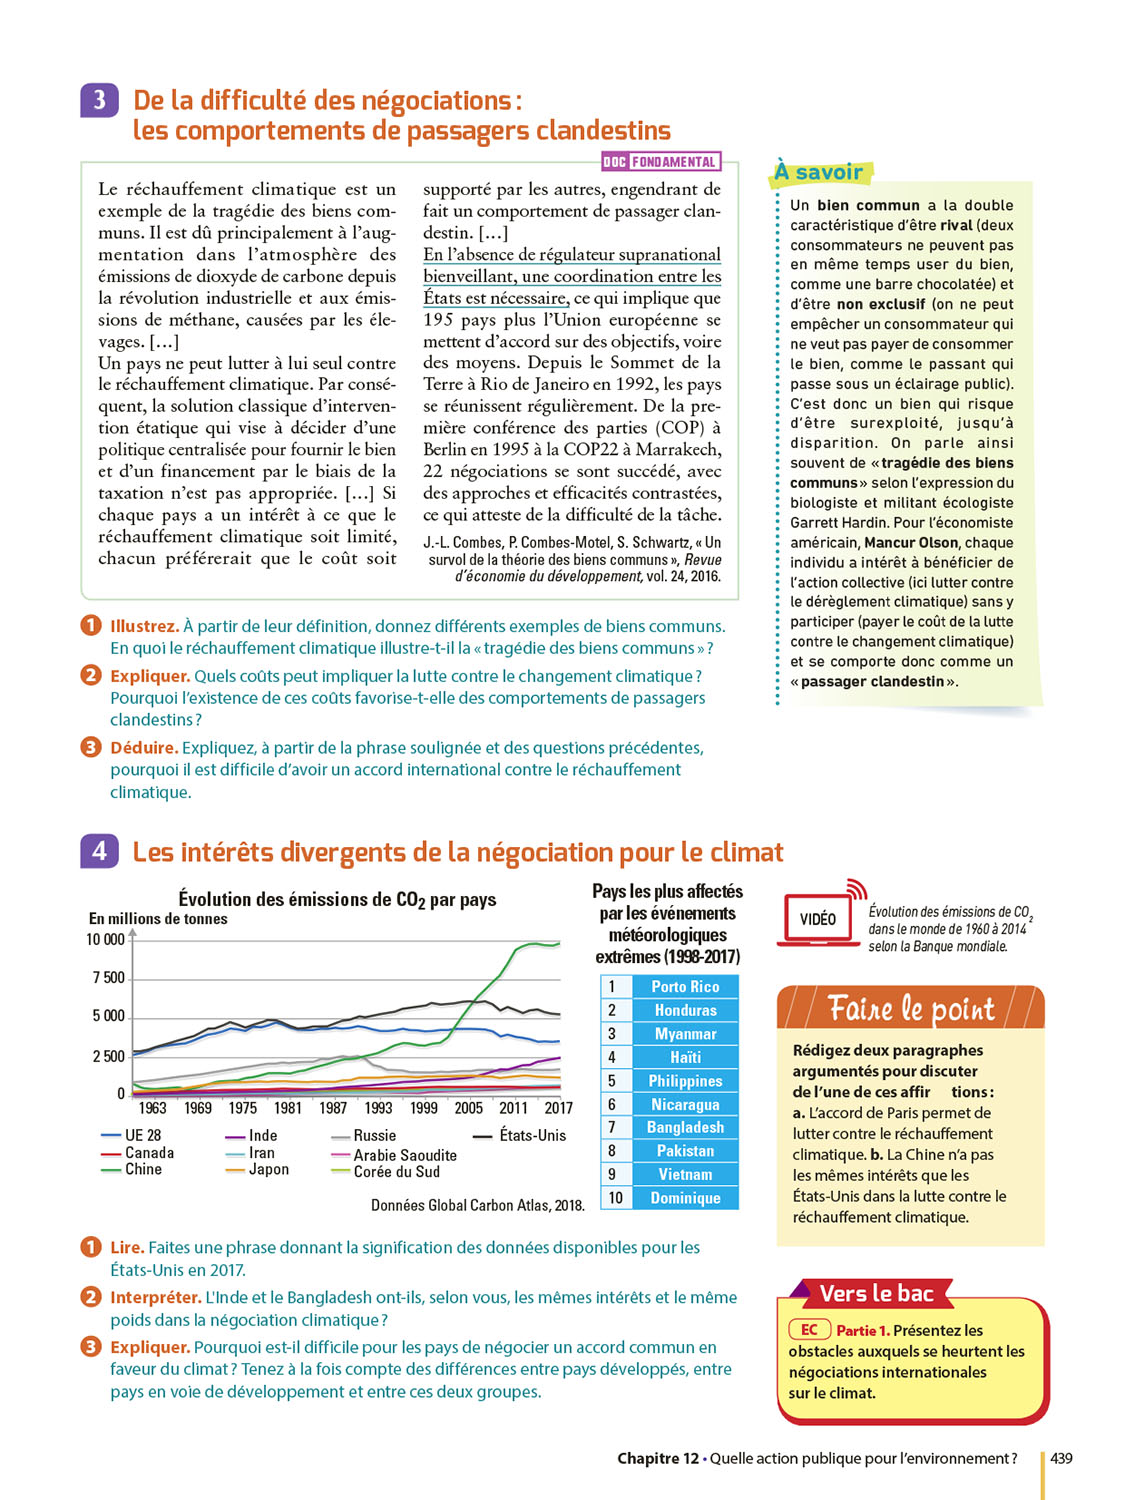 3 De la difficulté des négociations :
les comportements de passagers clandestins
DOC FONDAMENTAL
Le réchauffement climatique est un
exemple de la tragédie des biens com-
muns. Il est dû principalement à l'aug-
mentation dans l'atmosphère des
émissions de dioxyde de carbone depuis
la révolution industrielle et aux émis-
sions de méthane, causées par les éle-
vages. […]
Un pays ne peut lutter à lui seul contre
le réchauffement climatique. Par consé-
quent, la solution classique d'interven-
tion étatique qui vise à décider d'une
politique centralisée pour fournir le bien
et d'un financement par le biais de la
taxation n'est pas appropriée. […] Si
chaque pays a un intérêt à ce que le
réchauffement climatique soit limité,
chacun préférerait que le coût soit
supporté par les autres, engendrant de
fait un comportement de passager clan-
destin. […]
En l'absence de régulateur supranational
bienveillant, une coordination entre les
États est nécessaire, ce qui implique que
195 pays plus l'Union européenne se
mettent d'accord sur des objectifs, voire
des moyens. Depuis le Sommet de la
Terre à Rio de Janeiro en 1992, les pays
se réunissent régulièrement. De la pre-
mière conférence des parties (COP) à
Berlin en 1995 à la COP22 à Marrakech,
22 négociations se sont succédé, avec
des approches et efficacités contrastées,
ce qui atteste de la difficulté de la tâche.
J.-L. Combes, P. Combes-Motel, S. Schwartz, « Un
survol de la théorie des biens communs », Revue
d'économie du développement, vol. 24, 2016.
À savoir
Un bien commun a la double
caractéristique d'être rival (deux
consommateurs ne peuvent pas
en même temps user du bien,
comme une barre chocolatée) et
d'être non exclusif (on ne peut
empêcher un consommateur qui
ne veut pas payer de consommer
le bien, comme le passant qui
passe sous un éclairage public).
C'est donc un bien qui risque
d'être surexploité, jusqu'à
disparition. On parle ainsi
souvent de « tragédie des biens
communs » selon l'expression du
biologiste et militant écologiste
Garrett Hardin. Pour l'économiste
américain, Mancur Olson, chaque
individu a intérêt à bénéficier de
l'action collective (ici lutter contre
le dérèglement climatique) sans y
participer (payer le coût de la lutte
contre le changement climatique)
et se comporte donc comme un
« passager clandestin ».
1 Illustrez. À partir de leur définition, donnez différents exemples de biens communs.
En quoi le réchauffement climatique illustre-t-il la « tragédie des biens communs » ?
2 Expliquer. Quels coûts peut impliquer la lutte contre le changement climatique ?
Pourquoi l'existence de ces coûts favorise-t-elle des comportements de passagers
clandestins ?
3 Déduire. Expliquez, à partir de la phrase soulignée et des questions précédentes,
pourquoi il est difficile d'avoir un accord international contre le réchauffement
climatique.
4 Les intérêts divergents de la négociation pour le climat
Évolution des émissions de CO2 par pays
En millions de tonnes
10 000
7 500
5 000
2 500
0
1963 1969 1975 1981 1987 1993 1999 2005 2011 2017
UE 28 Inde Russie États-Unis
Canada Iran Arabie Saoudite
Chine Japon Corée du Sud
Données Global Carbon Atlas, 2018.
Pays les plus affectés
par les événements
météorologiques
extrêmes (1998-2017)
1 Porto Rico
2 Honduras
3 Myanmar
4 Haïti
5 Philippines
6 Nicaragua
7 Bangladesh
8 Pakistan
9 Vietnam
10 Dominique
VIDÉO
Évolution des émissions de CO2
dans le monde de 1960 à 2014
selon la Banque mondiale.
Faire le point
Rédigez deux paragraphes
argumentés pour discuter
de l'une de ces affir tions :
a. L'accord de Paris permet de
lutter contre le réchauffement
climatique. b. La Chine n'a pas
les mêmes intérêts que les
États-Unis dans la lutte contre le
réchauffement climatique.
1 Lire. Faites une phrase donnant la signification des données disponibles pour les
États-Unis en 2017.
2 Interpréter. L'Inde et le Bangladesh ont-ils, selon vous, les mêmes intérêts et le même
poids dans la négociation climatique ?
3 Expliquer. Pourquoi est-il difficile pour les pays de négocier un accord commun en
faveur du climat ? Tenez à la fois compte des différences entre pays développés, entre
pays en voie de développement et entre ces deux groupes.
Vers le bac
EC Partie 1. Présentez les
obstacles auxquels se heurtent les
négociations internationales
sur le climat.
Chapitre 12 • Quelle action publique pour l'environnement ? 439